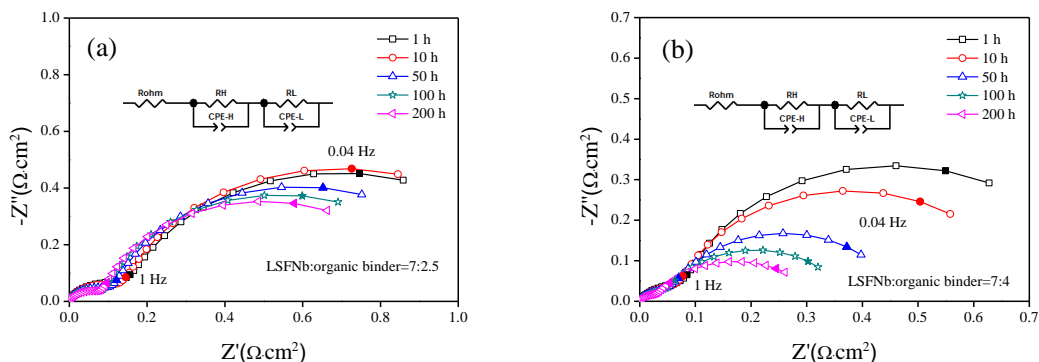 (a)
1 h
10 h
50 h
100 h
200 h
Rohm
RH
RL
CPE-H
CPE-L
0.04 Hz
1 Hz
LSFNb:organic binder=7:2.5
-Z''(Ω.cm²)
1.0
0.8
0.6
0.4
0.2
0.0
0.0 0.2 0.4 0.6 0.8 1.0
Z'(Ω.cm²)
(b)
1 h
10 h
50 h
100 h
200 h
Rohm
RH
RL
CPE-H
CPE-L
0.04 Hz
1 Hz
LSFNb:organic binder=7:4
-Z''(Ω.cm²)
0.7
0.6
0.5
0.4
0.3
0.2
0.1
0.0
0.0 0.1 0.2 0.3 0.4 0.5 0.6 0.7
Z'(Ω.cm²)